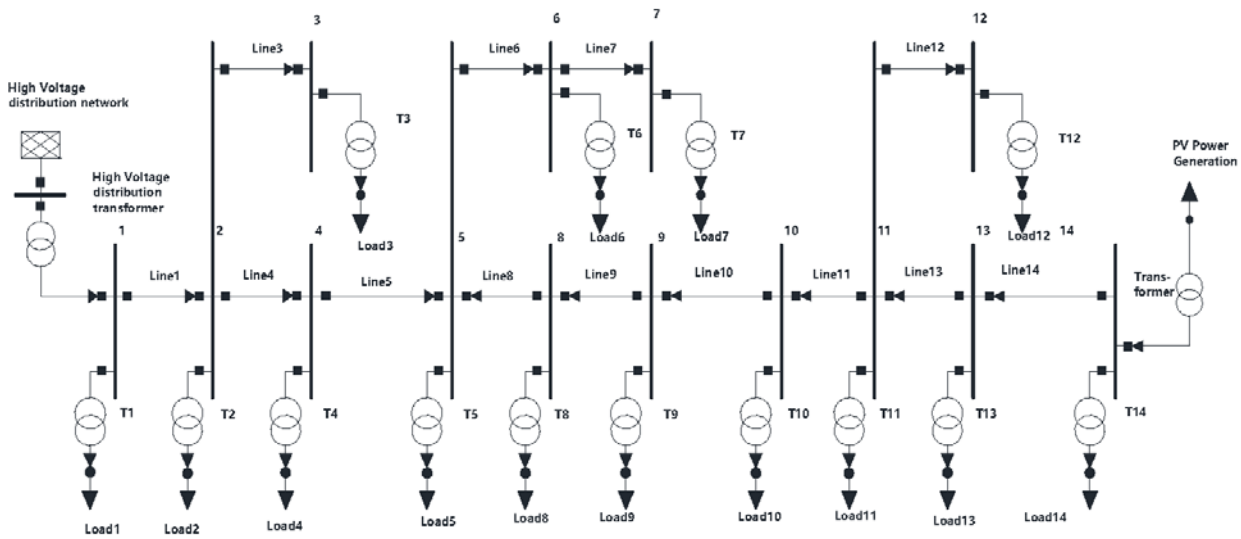 3
6
7
12
Line3
Line6
Line7
Line12
High Voltage
distribution network
T3
T6
T7
T12
PV Power
Generation
High Voltage
distribution
transformer
1
2
4
Load3
5
8
Load6
9
Load7
10
11
13
Load12
14
Line1
Line4
Line5
Line8
Line9
Line10
Line11
Line13
Line14
Trans-
former
T1
T2
T4
T5
T8
T9
T10
T11
T13
T14
Load1
Load2
Load4
Load5
Load8
Load9
Load10
Load11
Load13
Load14